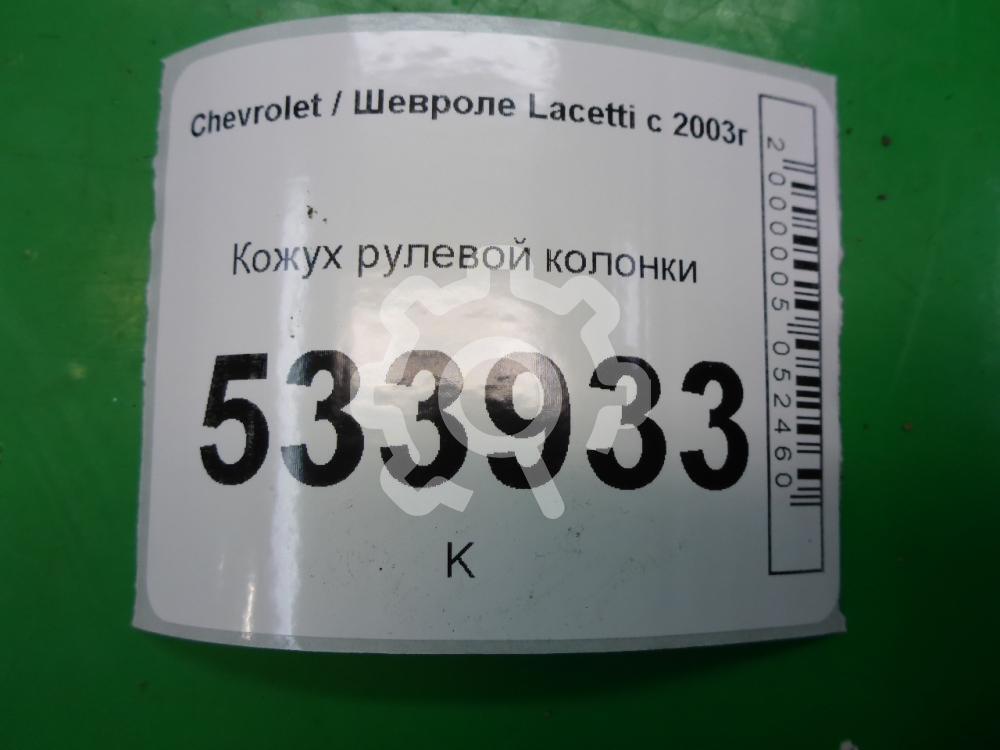 Chevrolet / Шевроле Lacetti с 2003г
Кожух рулевой колонки
533933
К
2000005052460